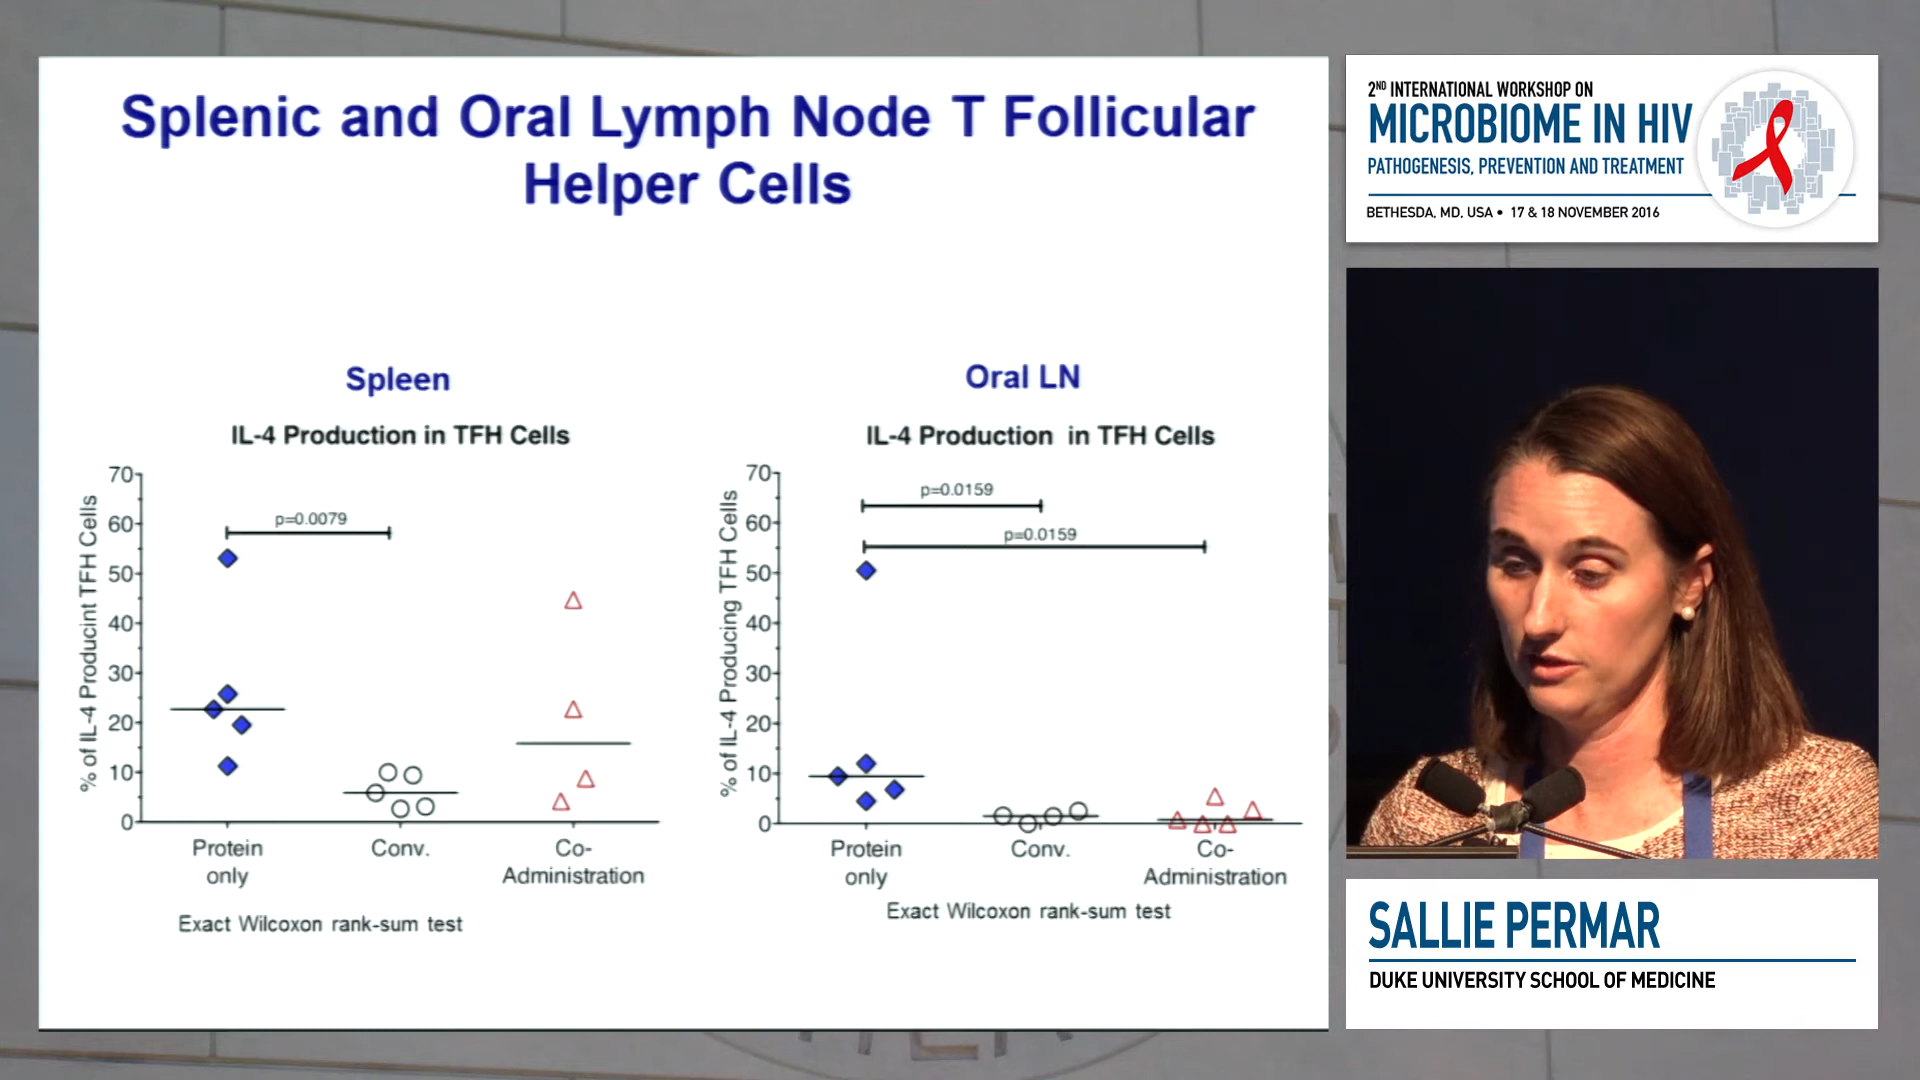 Splenic and Oral Lymph Node T Follicular
Helper Cells
Spleen
IL-4 Production in TFH Cells
% of IL-4 Producint TFH Cells
70
60
50
40
30
20
10
0
p=0.0079
Protein
only
Conv.
Co-
Administration
Exact Wilcoxon rank-sum test
Oral LN
IL-4 Production in TFH Cells
% of IL-4 Producing TFH Cells
70
60
50
40
30
20
10
0
p=0.0159
p=0.0159
Protein
only
Conv.
Co-
Administration
Exact Wilcoxon rank-sum test
2ND INTERNATIONAL WORKSHOP ON
MICROBIOME IN HIV
PATHOGENESIS, PREVENTION AND TREATMENT
BETHESDA, MD, USA • 17 & 18 NOVEMBER 2016
SALLIE PERMAR
DUKE UNIVERSITY SCHOOL OF MEDICINE